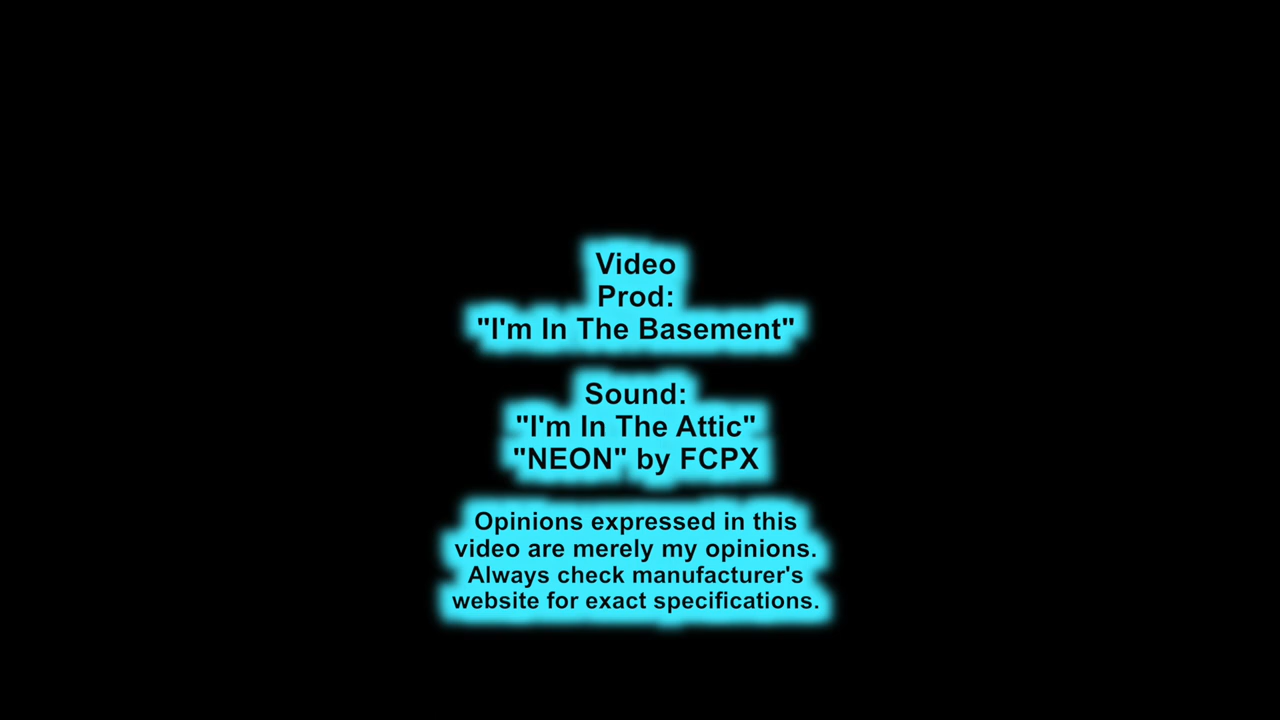 Video
Prod:
"I'm In The Basement"
Sound:
"I'm In The Attic"
"NEON" by FCPX
Opinions expressed in this
video are merely my opinions.
Always check manufacturer's
website for exact specifications.